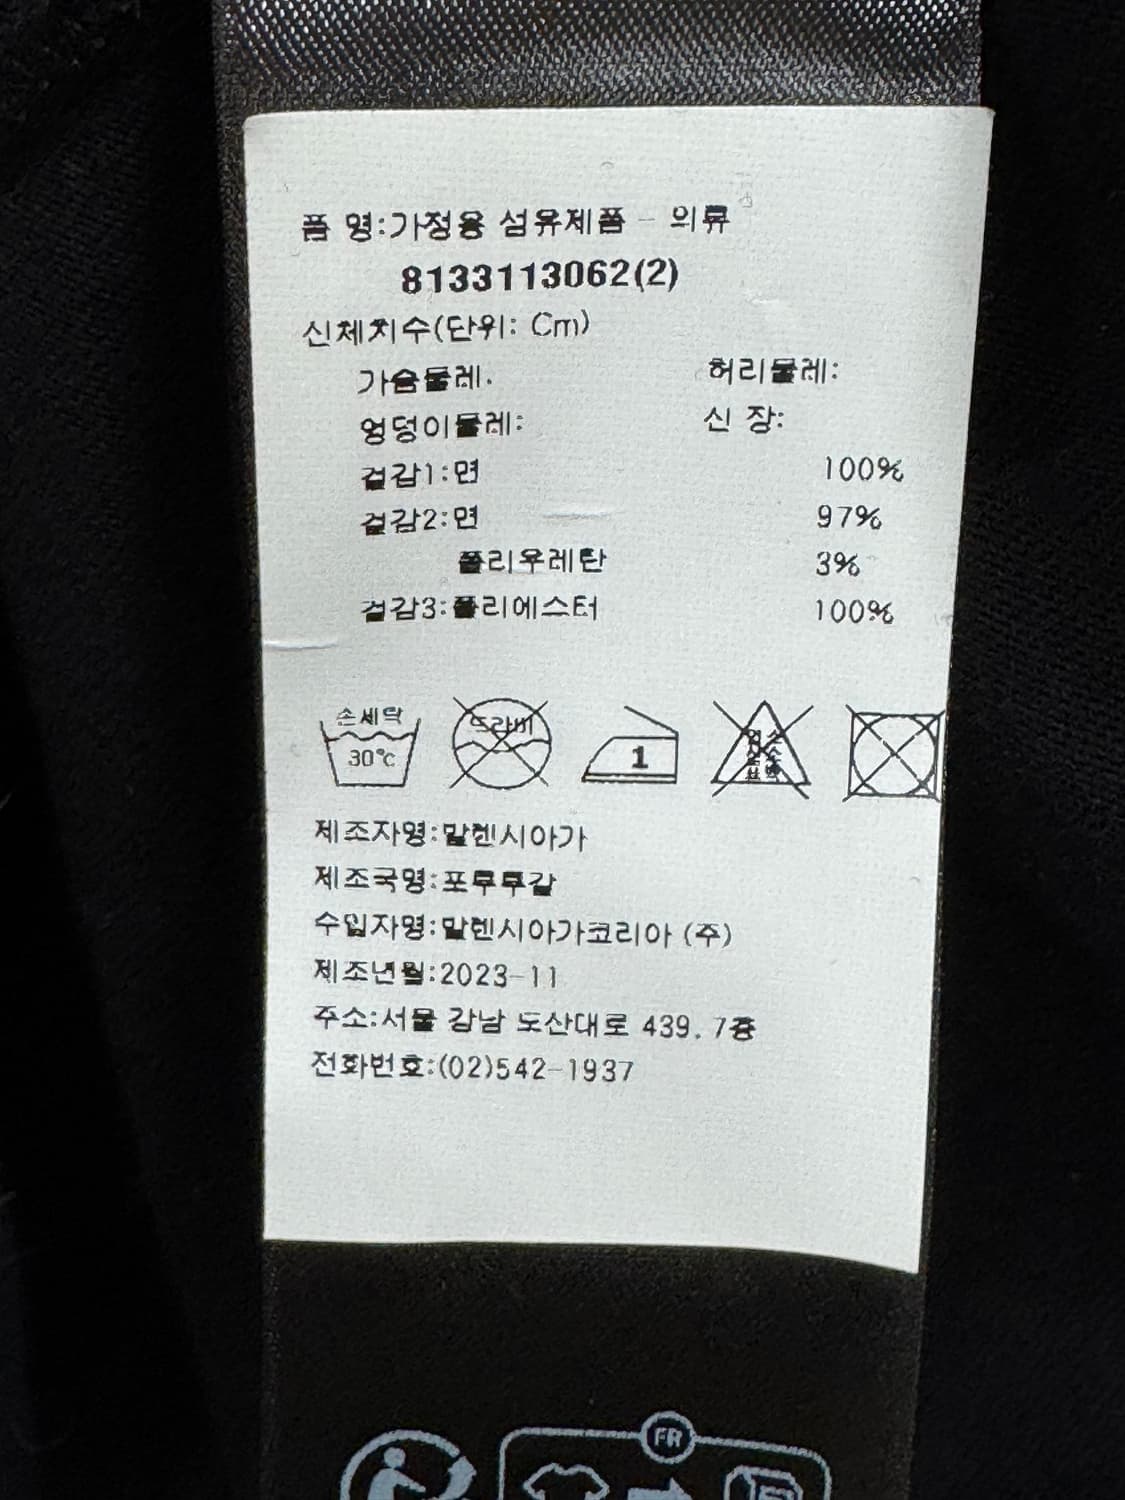 품 명:가정용 섬유제품 - 의류
8133113062(2)
신체치수(단위: Cm)
가슴둘레. 허리둘레:
엉덩이둘레: 신 장:
겉감1:면 100%
겉감2:면 97%
폴리우레탄 3%
겉감3:폴리에스터 100%
손세탁 드라이 1
30℃
제조자명:발렌시아가
제조국명:포루투갈
수입자명:발렌시아가코리아 (주)
제조년월:2023-11
주소:서울 강남 도산대로 439. 7층
전화번호:(02)542-1937
FR